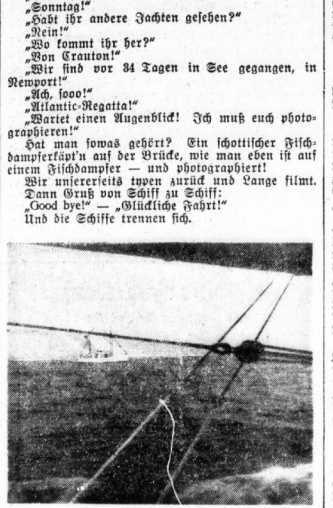 „Sonntag!“
„Habt ihr andere Jachten gesehen?“
„Nein!“
„Wo kommt ihr her?“
„Von Crauton!“
„Wir sind vor 34 Tagen in See gegangen, in
Newport!“
„Ach, sooo!“
„Atlantic-Regatta!“
„Wartet einen Augenblick! Ich muß euch photo-
graphieren!“
Hat man sowas gehört? Ein schottischer Fisch-
dampferkäpt'n auf der Brücke, wie man eben ist auf
einem Fischdampfer — und photographiert!
Wir unsererseits typen zurück und Lange filmt.
Dann Gruß von Schiff zu Schiff:
„Good bye!“ — „Glückliche Fahrt!“
Und die Schiffe trennen sich.